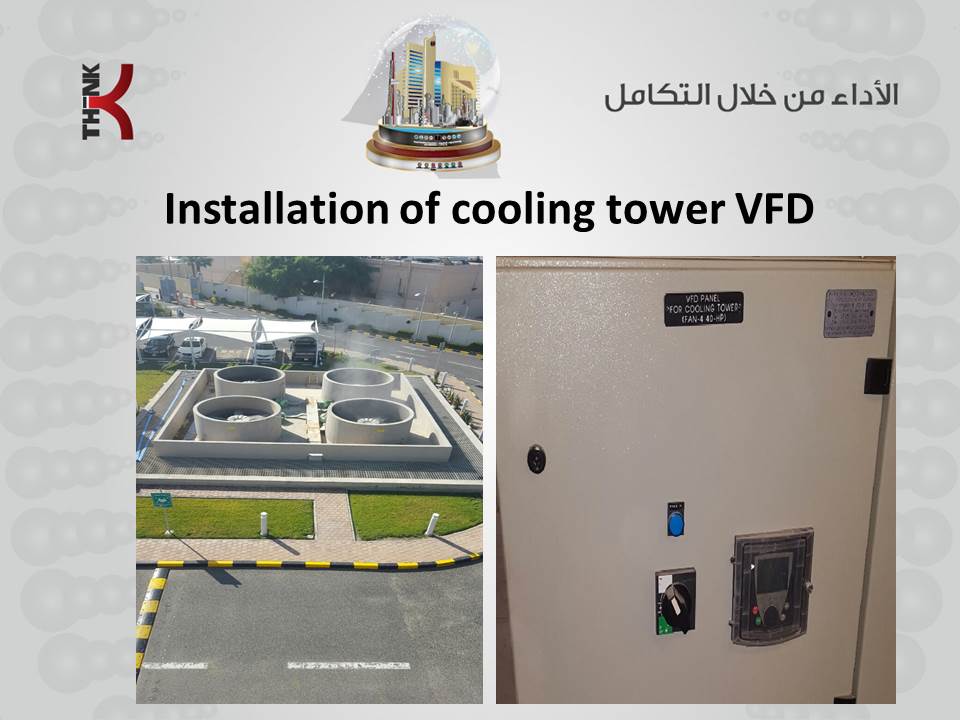 THINK
الأداء من خلال التكامل
Installation of cooling tower VFD
VFD PANEL
FOR COOLING TOWER
(FAN-4 40-HP)